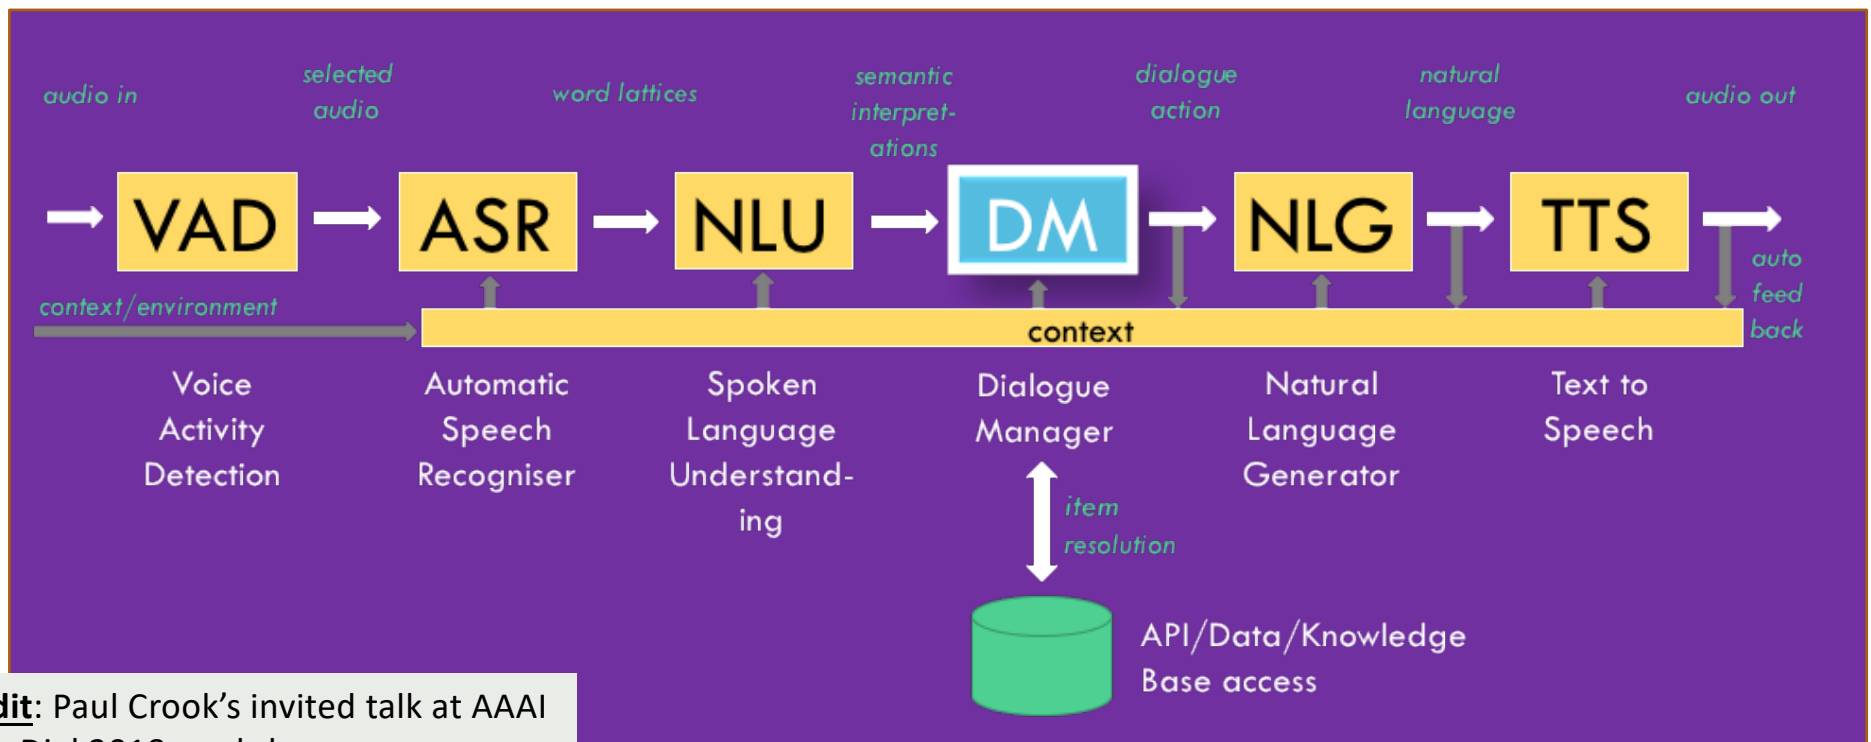 audio in
selected
audio
word lattices
semantic
interpret-
ations
dialogue
action
natural
language
audio out
VAD
ASR
NLU
DM
NLG
TTS
auto
feed
back
context/environment
context
Voice
Activity
Detection
Automatic
Speech
Recogniser
Spoken
Language
Understand-
ing
Dialogue
Manager
Natural
Language
Generator
Text to
Speech
item
resolution
API/Data/Knowledge
Base access
dit: Paul Crook's invited talk at AAAI